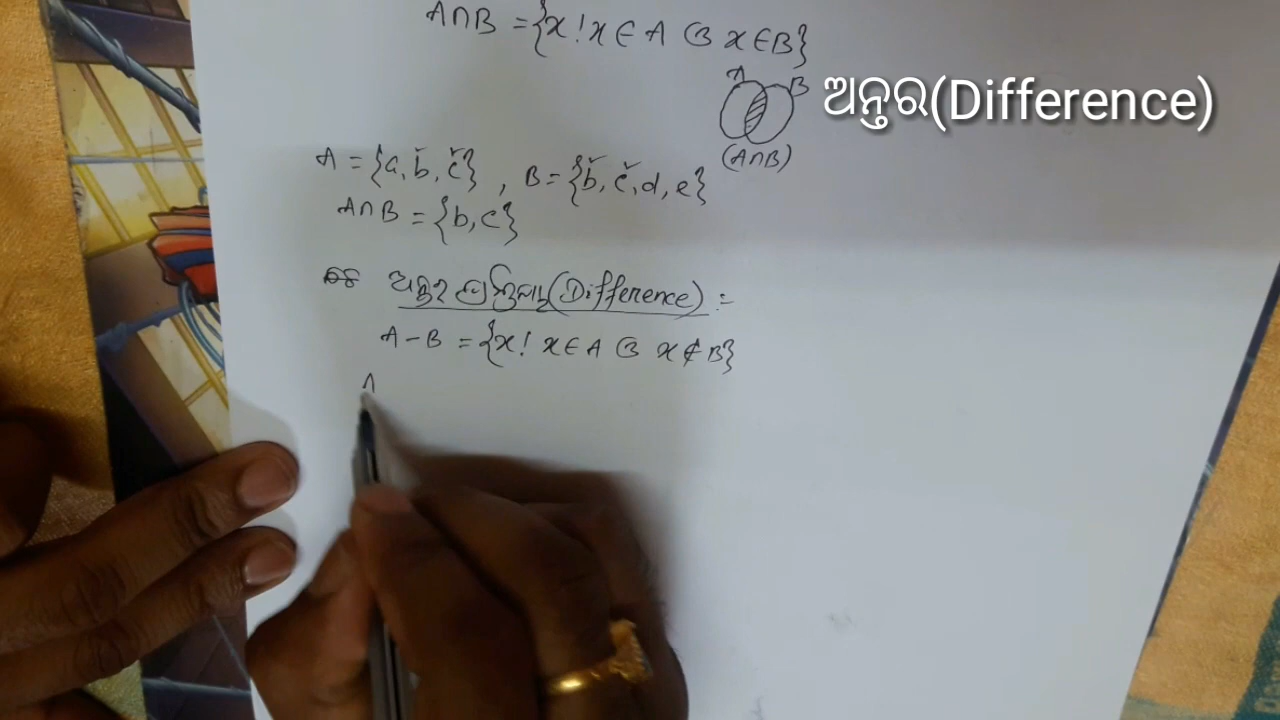 A∩B = {x ! x ∈ A ଓ x ∈ B}
A B
ଅନ୍ତର(Difference)
(A∩B)
A = {a, b, c} , B = {b, c, d, e}
A∩B = {b, c}
ଅନ୍ତର ପ୍ରକ୍ରିୟା (Difference) :-
A - B = {x ! x ∈ A ଓ x ∉ B}
A